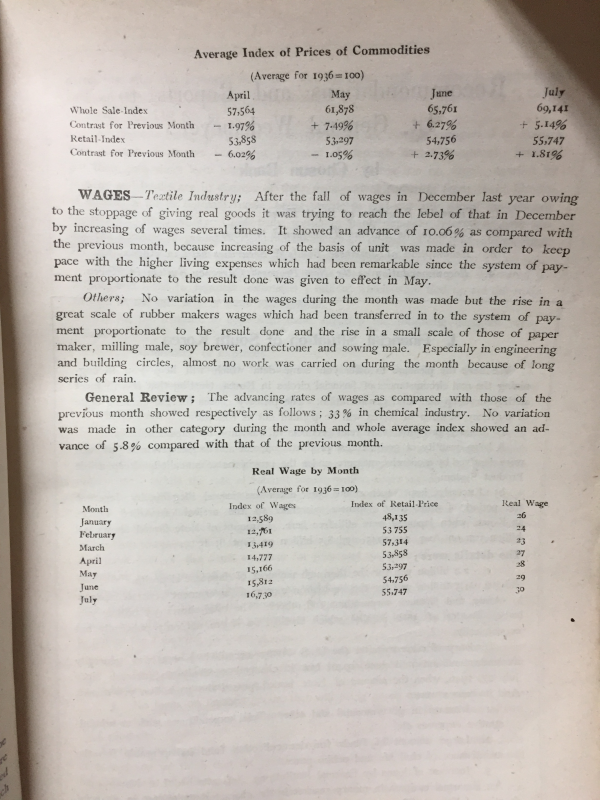 Average Index of Prices of Commodities
(Average for 1936=100)
April May June July
Whole Sale-Index 57,564 61,878 65,761 69,141
Contrast for Previous Month − 1.97% + 7.49% + 6.27% + 5.14%
Retail-Index 53,858 53,297 54,756 55,747
Contrast for Previous Month − 6.02% − 1.05% + 2.73% + 1.81%
WAGES—Textile Industry; After the fall of wages in December last year owing
to the stoppage of giving real goods it was trying to reach the lebel of that in December
by increasing of wages several times. It showed an advance of 10.06% as compared with
the previous month, because increasing of the basis of unit was made in order to keep
pace with the higher living expenses which had been remarkable since the system of pay-
ment proportionate to the result done was given to effect in May.
Others; No variation in the wages during the month was made but the rise in a
great scale of rubber makers wages which had been transferred in to the system of pay-
ment proportionate to the result done and the rise in a small scale of those of paper
maker, milling male, soy brewer, confectioner and sowing male. Especially in engineering
and building circles, almost no work was carried on during the month because of long
series of rain.
General Review; The advancing rates of wages as compared with those of the
previous month showed respectively as follows; 33% in chemical industry. No variation
was made in other category during the month and whole average index showed an ad-
vance of 5.8% compared with that of the previous month.
Real Wage by Month
(Average for 1936=100)
Month Index of Wages Index of Retail-Price Real Wage
January 12,589 48,135 26
February 12,761 53 755 24
March 13,419 57,314 23
April 14,777 53,858 27
May 15,166 53,297 28
June 15,812 54,756 29
July 16,730 55,747 30